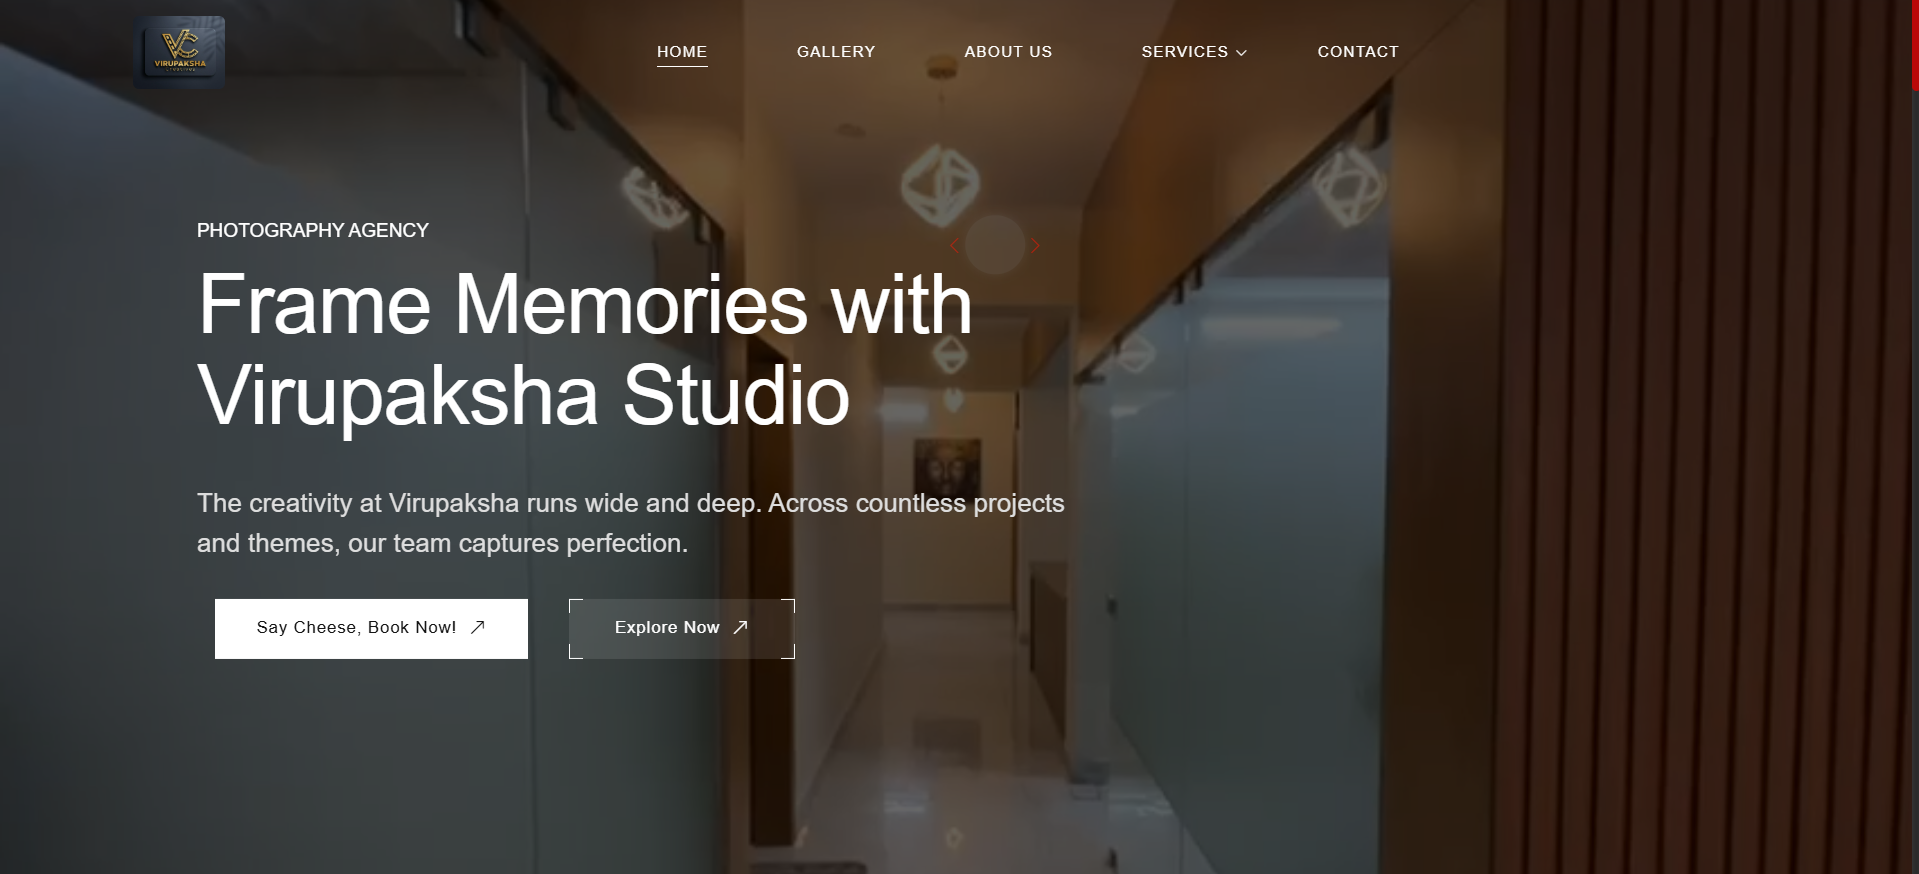 VC
VIRUPAKSHA
HOME
GALLERY
ABOUT US
SERVICES
CONTACT
PHOTOGRAPHY AGENCY
Frame Memories with
Virupaksha Studio
The creativity at Virupaksha runs wide and deep. Across countless projects
and themes, our team captures perfection.
Say Cheese, Book Now!
Explore Now